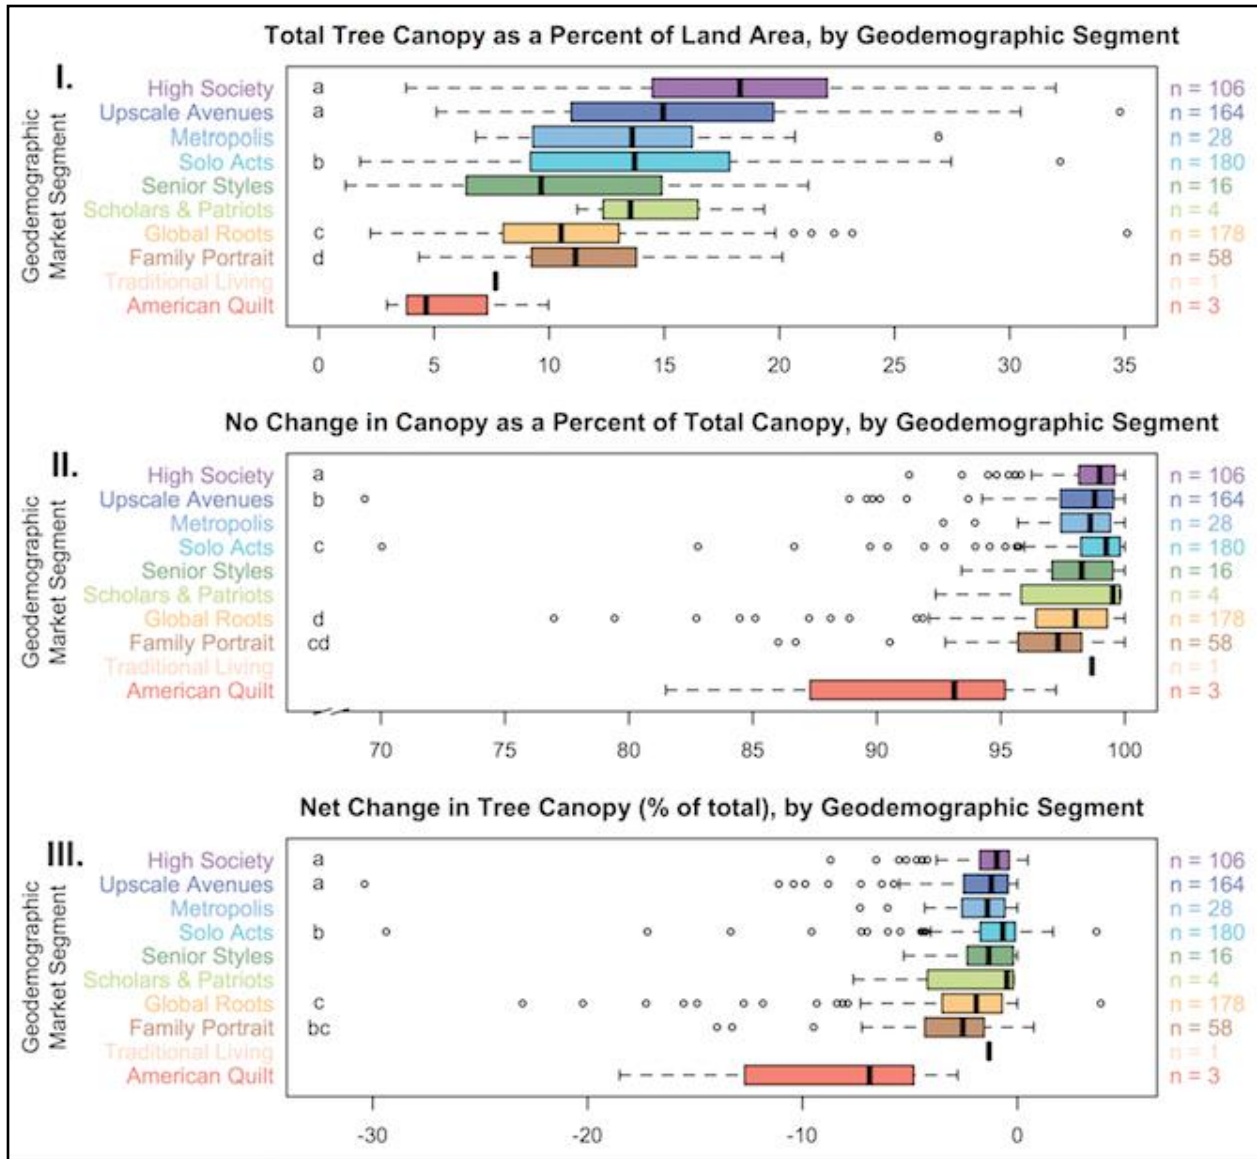 Total Tree Canopy as a Percent of Land Area, by Geodemographic Segment
I.
Geodemographic
Market Segment
High Society a n = 106
Upscale Avenues a n = 164
Metropolis n = 28
Solo Acts b n = 180
Senior Styles n = 16
Scholars & Patriots n = 4
Global Roots c n = 178
Family Portrait d n = 58
Traditional Living n = 1
American Quilt n = 3
0 5 10 15 20 25 30 35
No Change in Canopy as a Percent of Total Canopy, by Geodemographic Segment
II.
Geodemographic
Market Segment
High Society a n = 106
Upscale Avenues b n = 164
Metropolis n = 28
Solo Acts c n = 180
Senior Styles n = 16
Scholars & Patriots n = 4
Global Roots d n = 178
Family Portrait cd n = 58
Traditional Living n = 1
American Quilt n = 3
70 75 80 85 90 95 100
Net Change in Tree Canopy (% of total), by Geodemographic Segment
III.
Geodemographic
Market Segment
High Society a n = 106
Upscale Avenues a n = 164
Metropolis n = 28
Solo Acts b n = 180
Senior Styles n = 16
Scholars & Patriots n = 4
Global Roots c n = 178
Family Portrait bc n = 58
Traditional Living n = 1
American Quilt n = 3
-30 -20 -10 0